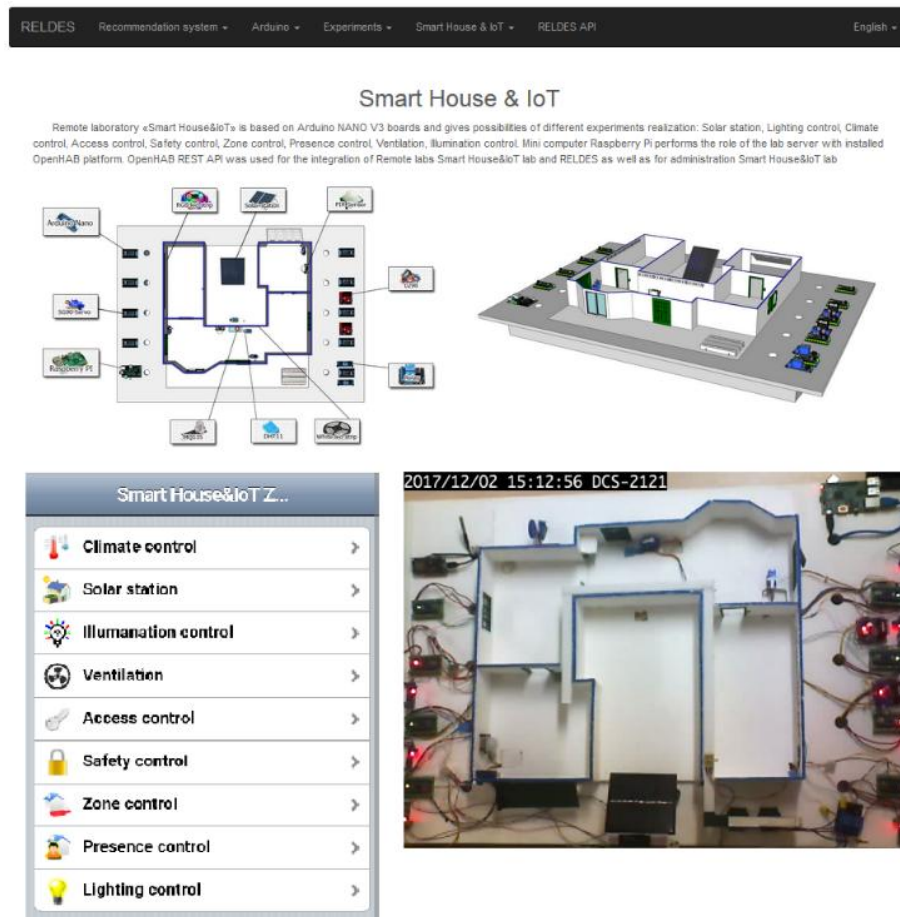 RELDES Recommendation system Arduino Experiments Smart House & IoT RELDES API English
Smart House & IoT
Remote laboratory «Smart House&IoT» is based on Arduino NANO V3 boards and gives possibilities of different experiments realization: Solar station, Lighting control, Climate
control, Access control, Safety control, Zone control, Presence control, Ventilation, Illumination control. Mini computer Raspberry Pi performs the role of the lab server with installed
OpenHAB platform. OpenHAB REST API was used for the integration of Remote labs Smart House&IoT lab and RELDES as well as for administration Smart House&IoT lab
Arduino Nano
Raspberry PI
DHT11
Smart House&IoT Z...
Climate control
Solar station
Illumanation control
Ventilation
Access control
Safety control
Zone control
Presence control
Lighting control
2017/12/02 15:12:56 DCS-2121